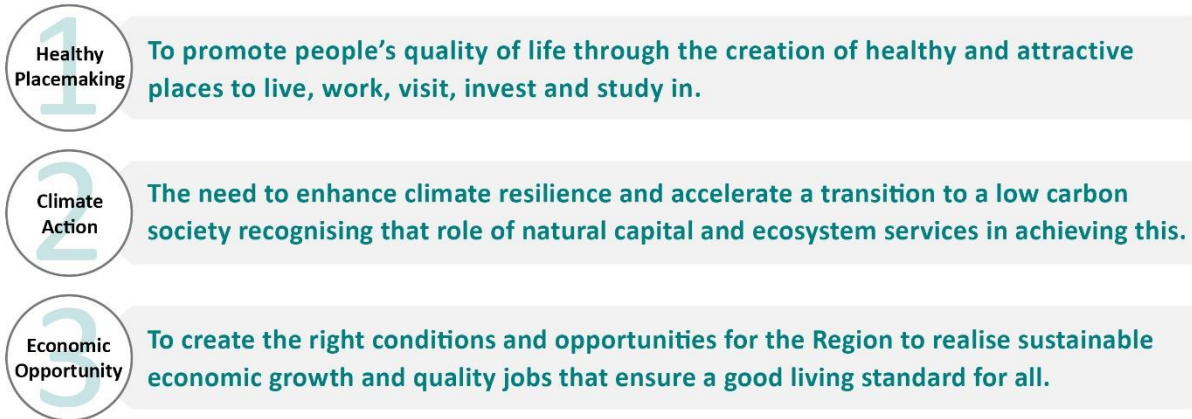 1
Healthy
Placemaking
To promote people’s quality of life through the creation of healthy and attractive
places to live, work, visit, invest and study in.
2
Climate
Action
The need to enhance climate resilience and accelerate a transition to a low carbon
society recognising that role of natural capital and ecosystem services in achieving this.
3
Economic
Opportunity
To create the right conditions and opportunities for the Region to realise sustainable
economic growth and quality jobs that ensure a good living standard for all.